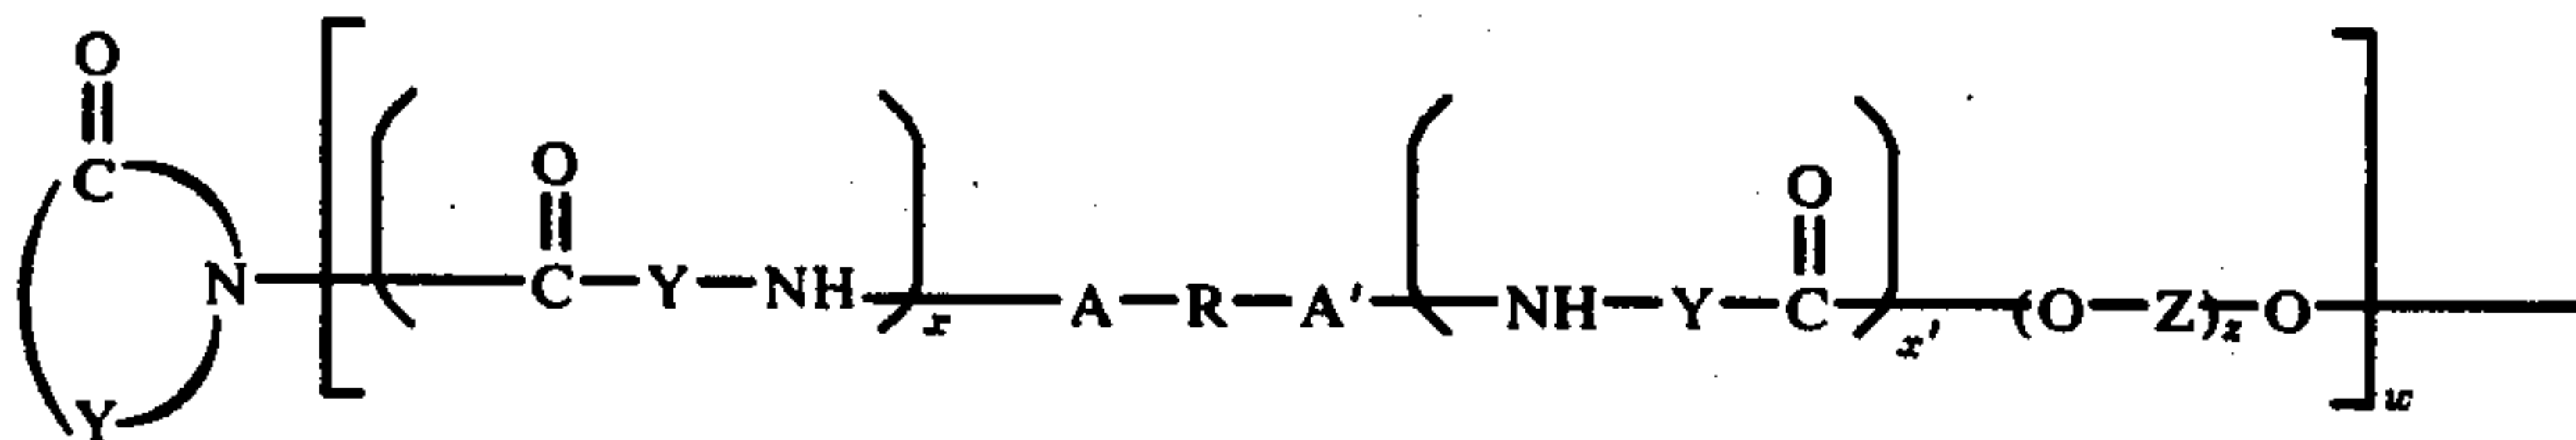 O
O O
C
N—[—(—C—Y—NH)x—A—R—A'—(—NH—Y—C)x'—(O—Z)z—O—]w—
Y